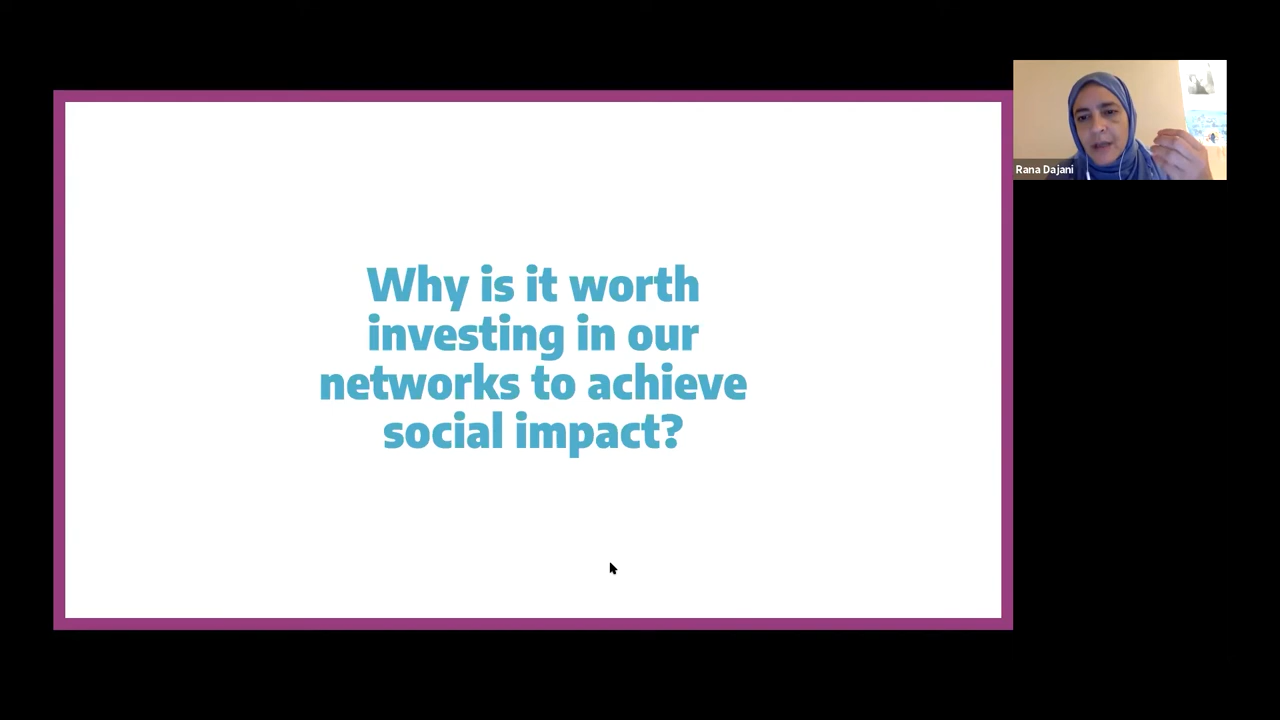 Why is it worth
investing in our
networks to achieve
social impact?
Rana Dajani